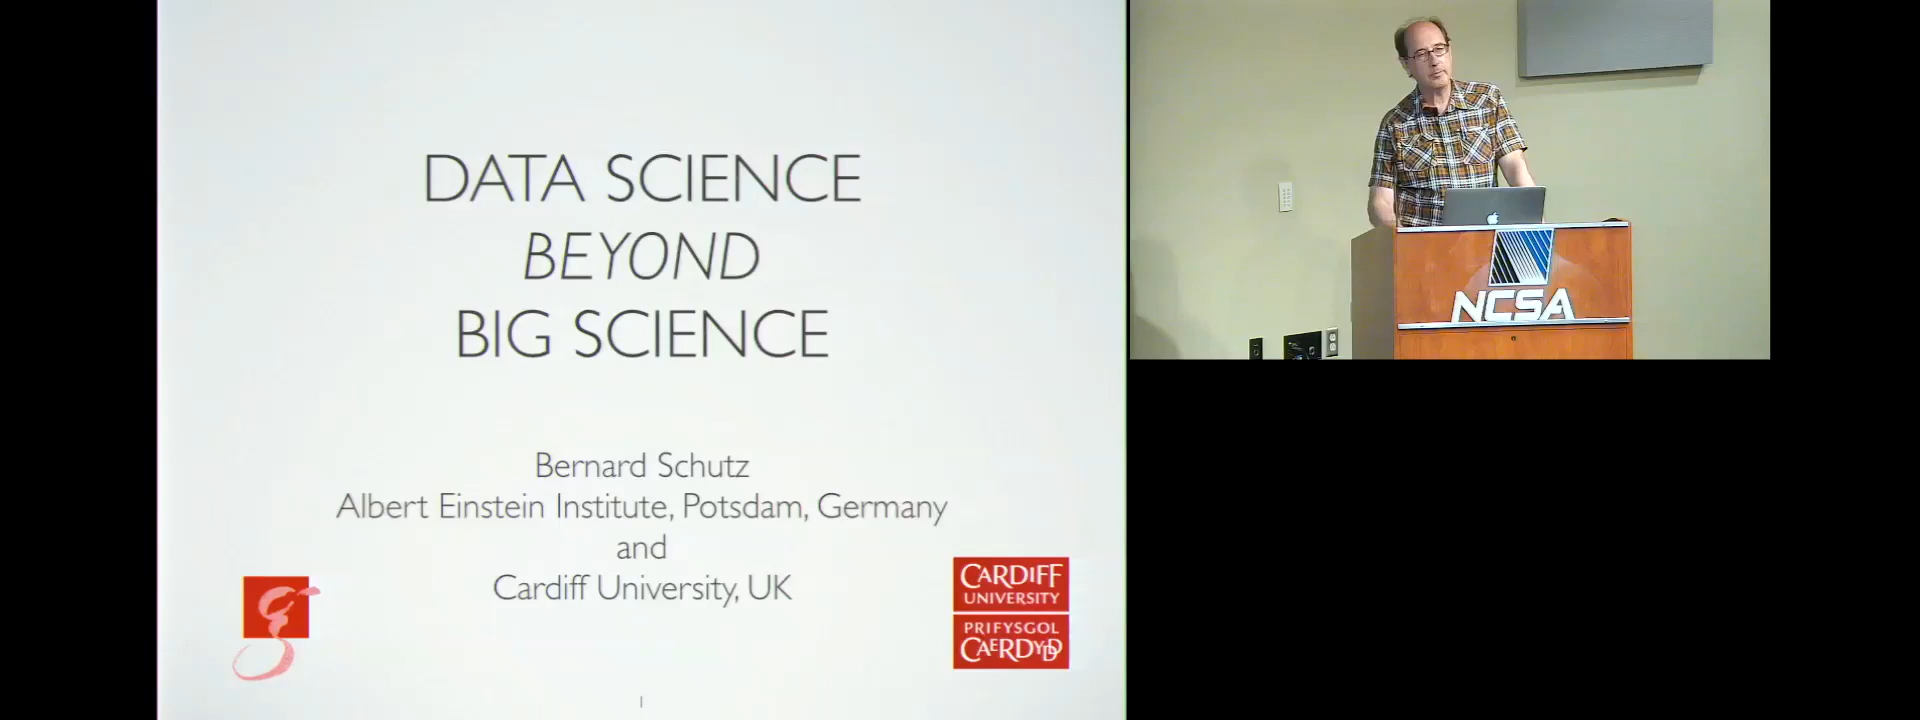 DATA SCIENCE
BEYOND
BIG SCIENCE
Bernard Schutz
Albert Einstein Institute, Potsdam, Germany
and
Cardiff University, UK
CARDIFF
UNIVERSITY
PRIFYSGOL
CAERDYDD
1
NCSA